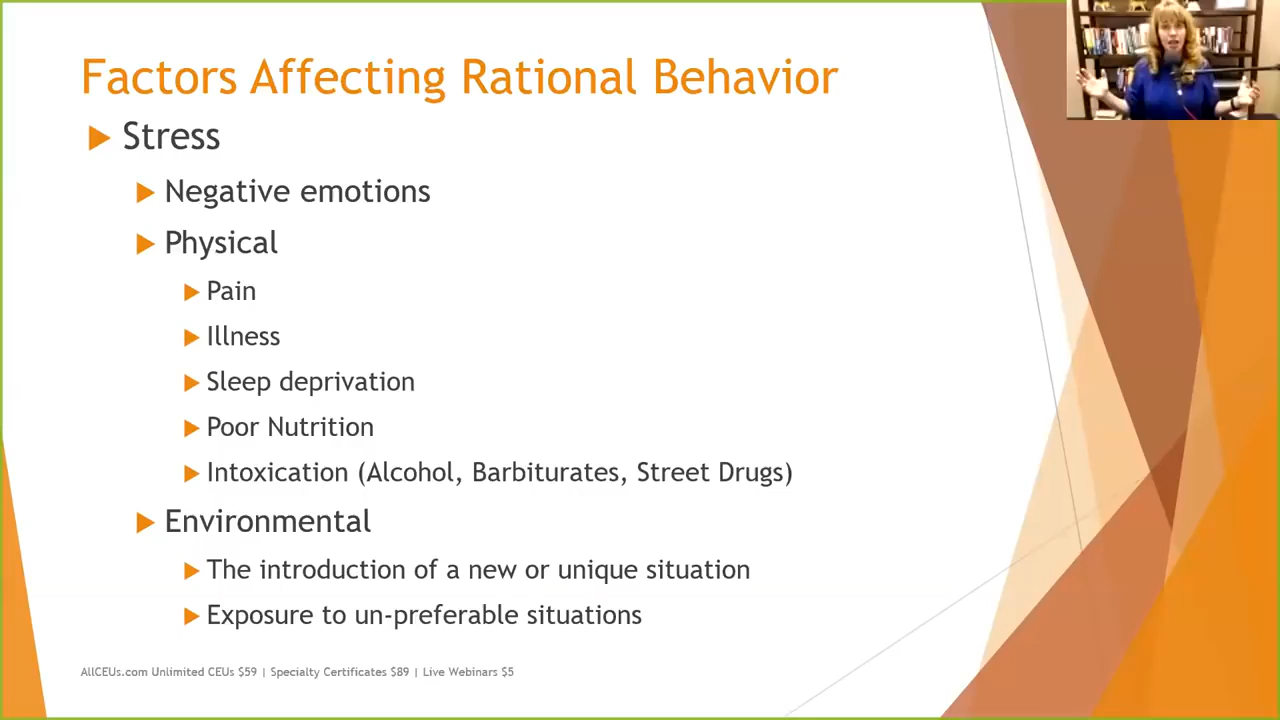 Factors Affecting Rational Behavior
Stress
Negative emotions
Physical
Pain
Illness
Sleep deprivation
Poor Nutrition
Intoxication (Alcohol, Barbiturates, Street Drugs)
Environmental
The introduction of a new or unique situation
Exposure to un-preferable situations
AllCEUs.com Unlimited CEUs $59 | Specialty Certificates $89 | Live Webinars $5